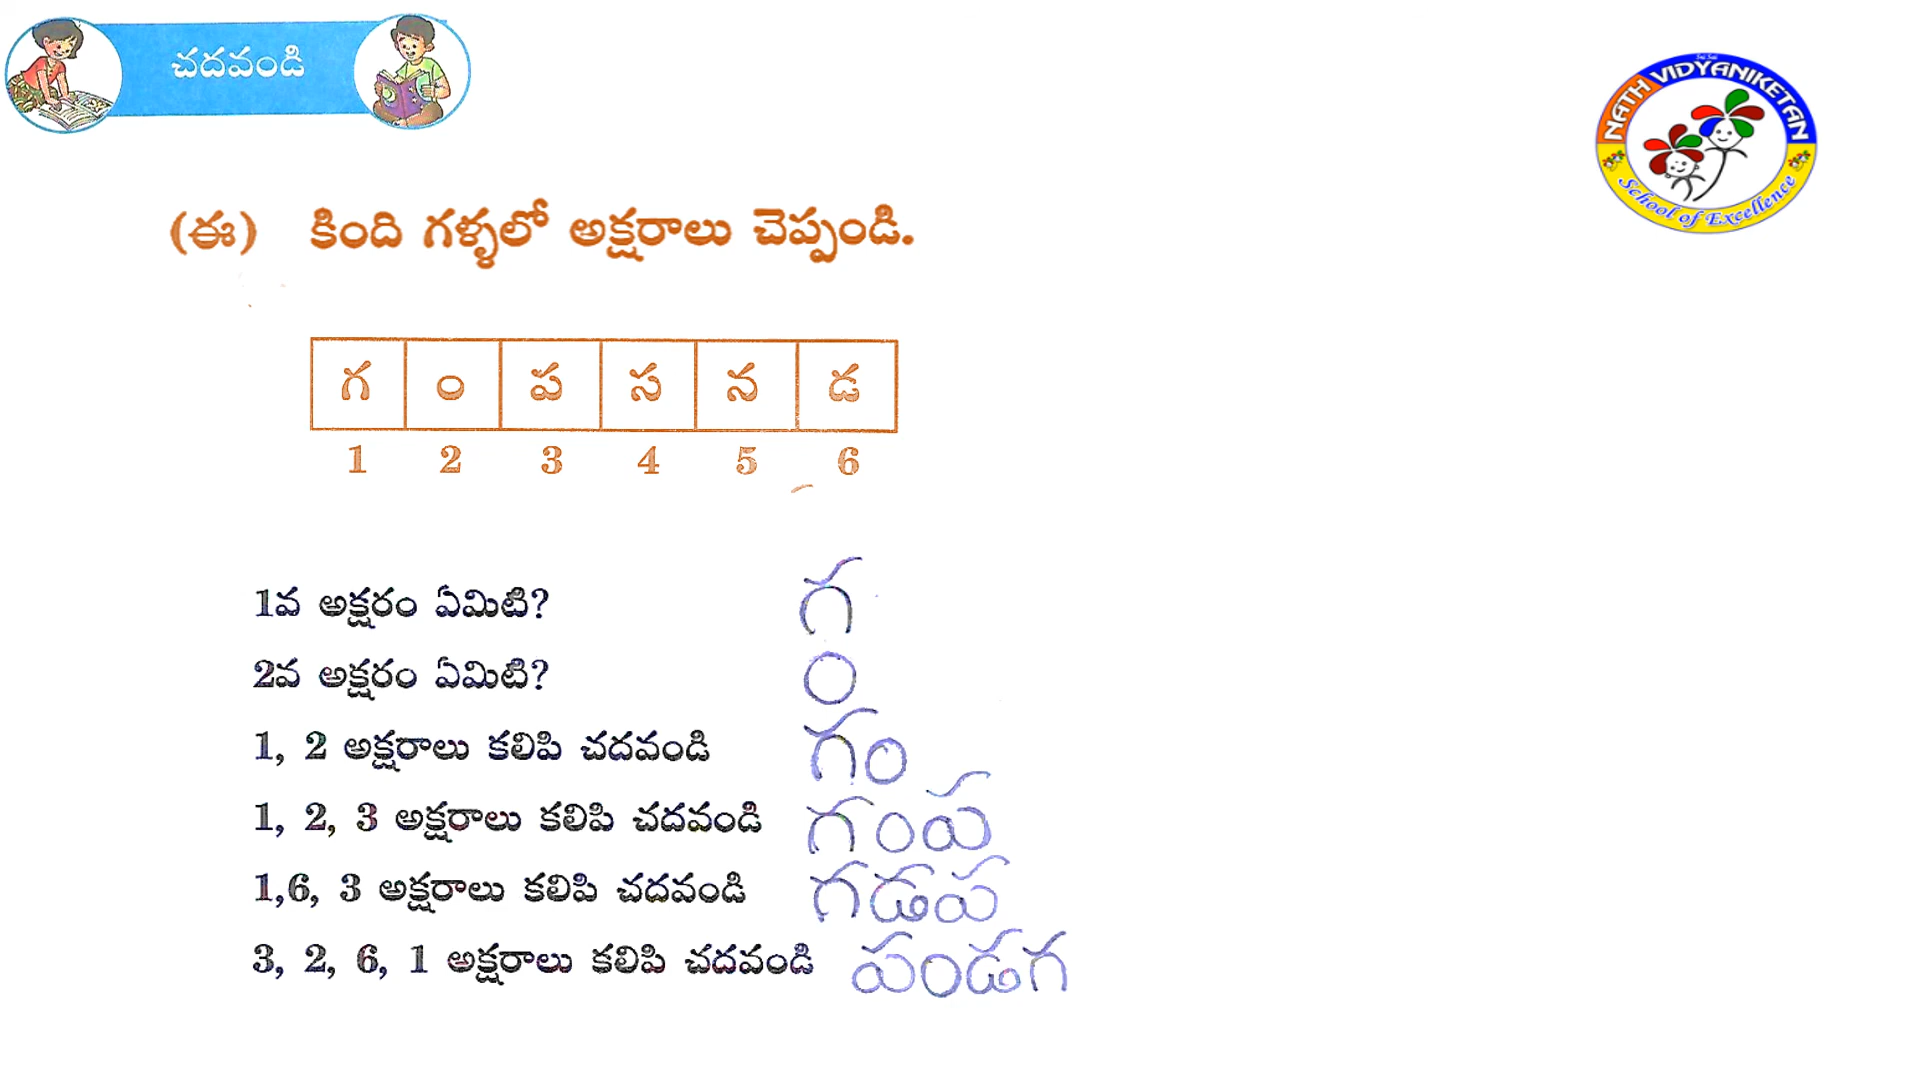 చదవండి
Sri Sai
NATH VIDYANIKETAN
School of Excellence
(ఈ) కింది గళ్ళలో అక్షరాలు చెప్పండి.
గ ం ప స న డ
1 2 3 4 5 6
1వ అక్షరం ఏమిటి? గ
2వ అక్షరం ఏమిటి? ం
1, 2 అక్షరాలు కలిపి చదవండి గం
1, 2, 3 అక్షరాలు కలిపి చదవండి గంప
1,6, 3 అక్షరాలు కలిపి చదవండి గడప
3, 2, 6, 1 అక్షరాలు కలిపి చదవండి పండగ